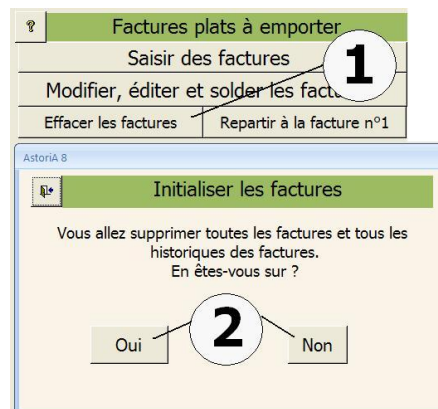 ? Factures plats à emporter
Saisir des factures
1
Modifier, éditer et solder les fact
Effacer les factures Repartir à la facture n°1
AstoriA 8
Initialiser les factures
Vous allez supprimer toutes les factures et tous les
historiques des factures.
En êtes-vous sur ?
Oui 2 Non